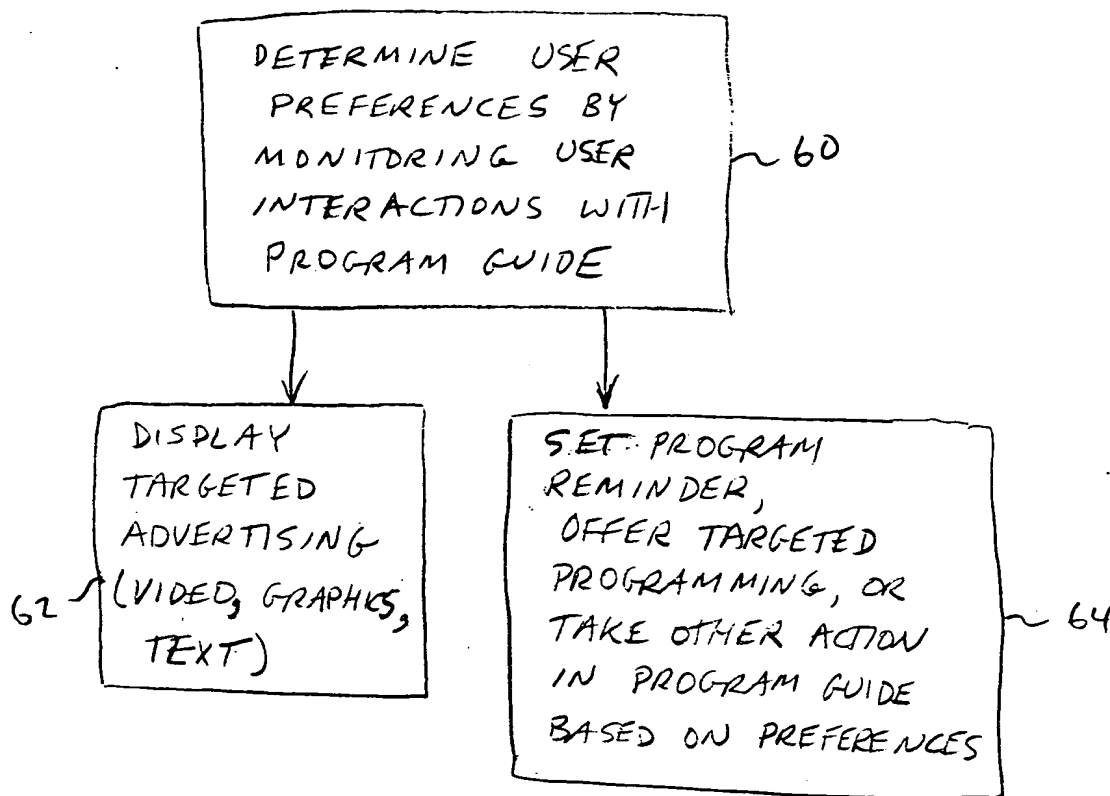 DETERMINE USER
PREFERENCES BY
MONITORING USER
INTERACTIONS WITH
PROGRAM GUIDE
60
DISPLAY
TARGETED
ADVERTISING
(VIDEO, GRAPHICS,
TEXT)
62
SET PROGRAM
REMINDER,
OFFER TARGETED
PROGRAMMING, OR
TAKE OTHER ACTION
IN PROGRAM GUIDE
BASED ON PREFERENCES
64